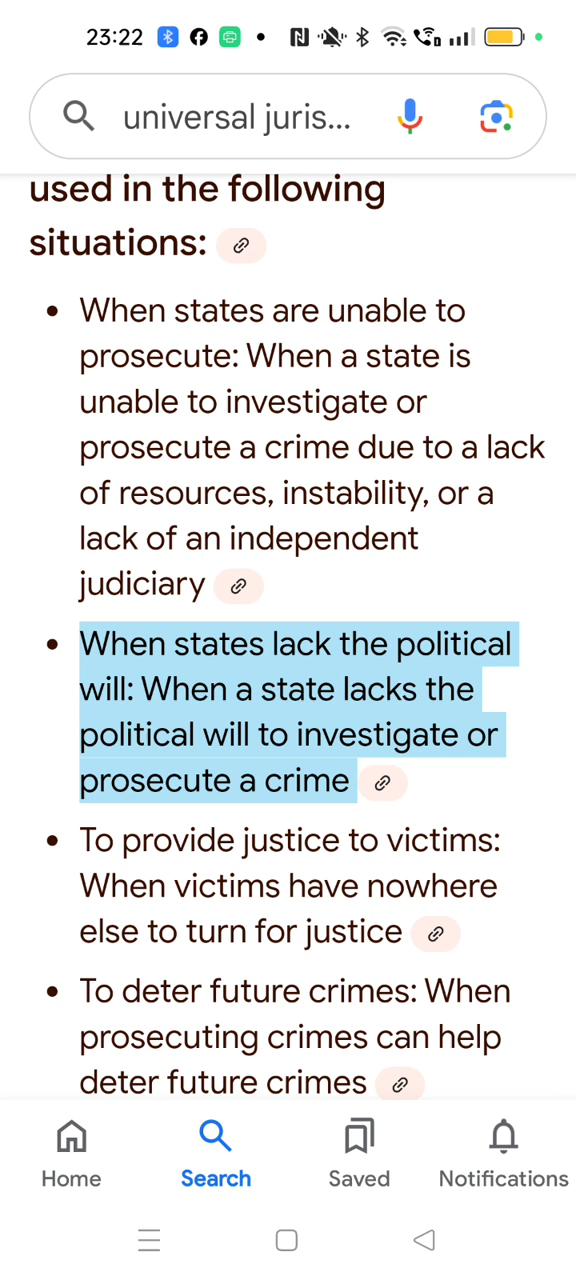 23:22
universal juris...
used in the following
situations:
When states are unable to
prosecute: When a state is
unable to investigate or
prosecute a crime due to a lack
of resources, instability, or a
lack of an independent
judiciary
When states lack the political
will: When a state lacks the
political will to investigate or
prosecute a crime
To provide justice to victims:
When victims have nowhere
else to turn for justice
To deter future crimes: When
prosecuting crimes can help
deter future crimes
Home
Search
Saved
Notifications